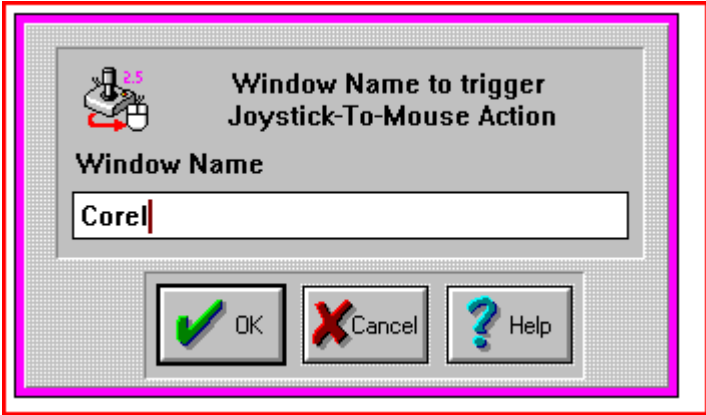 2.5
Window Name to trigger
Joystick-To-Mouse Action
Window Name
Corel
OK
Cancel
Help